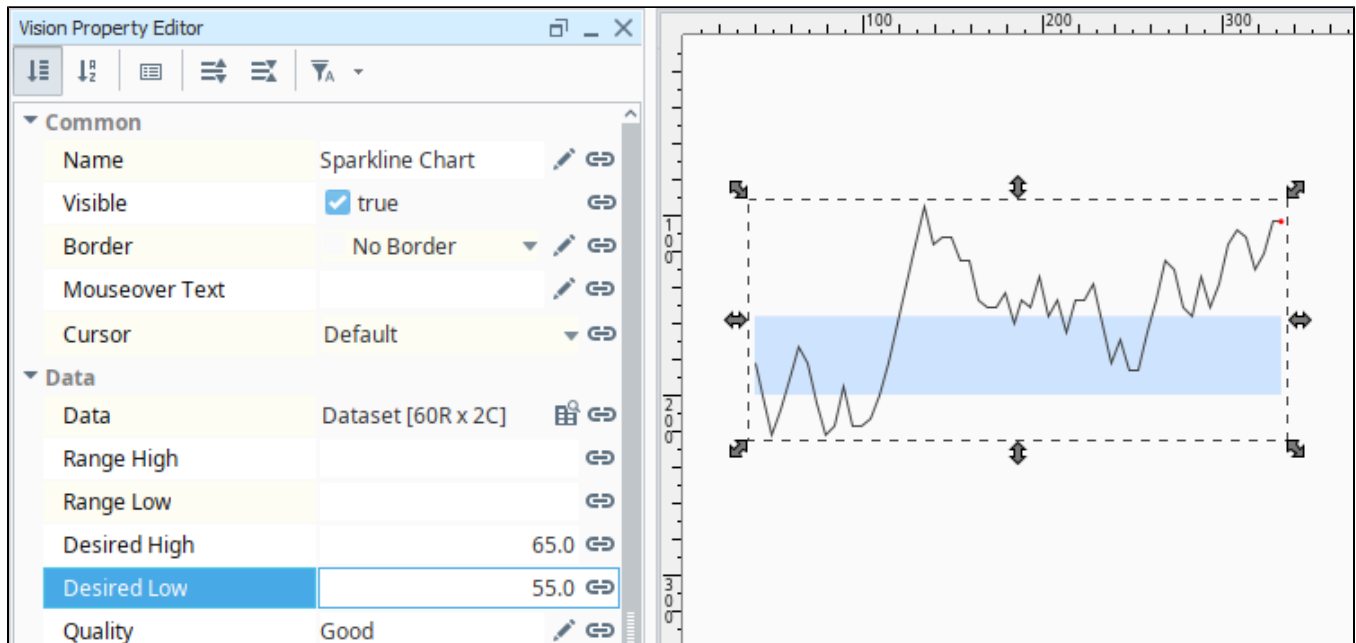 Vision Property Editor
Common
Name Sparkline Chart
Visible true
Border No Border
Mouseover Text
Cursor Default
Data
Data Dataset [60R x 2C]
Range High
Range Low
Desired High 65.0
Desired Low 55.0
Quality Good
100 200 300
100
200
300